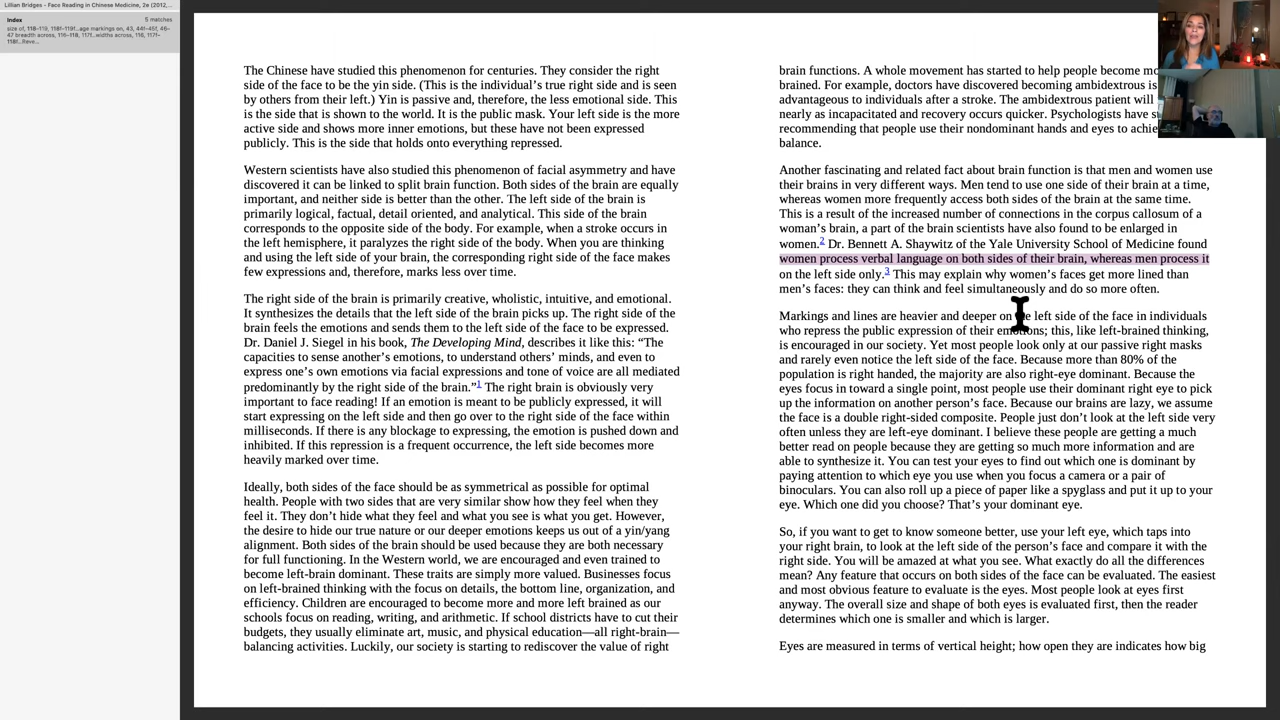 Lillian Bridges - Face Reading in Chinese Medicine, 2e (2012,...
Index 5 matches
size of, 118-119, 118f-119f...age markings on, 43, 44f-45f, 46-
47 breadth across, 116-118, 117f...widths across, 116, 117f-
118f...Reve...
The Chinese have studied this phenomenon for centuries. They consider the right
side of the face to be the yin side. (This is the individual’s true right side and is seen
by others from their left.) Yin is passive and, therefore, the less emotional side. This
is the side that is shown to the world. It is the public mask. Your left side is the more
active side and shows more inner emotions, but these have not been expressed
publicly. This is the side that holds onto everything repressed.
Western scientists have also studied this phenomenon of facial asymmetry and have
discovered it can be linked to split brain function. Both sides of the brain are equally
important, and neither side is better than the other. The left side of the brain is
primarily logical, factual, detail oriented, and analytical. This side of the brain
corresponds to the opposite side of the body. For example, when a stroke occurs in
the left hemisphere, it paralyzes the right side of the body. When you are thinking
and using the left side of your brain, the corresponding right side of the face makes
few expressions and, therefore, marks less over time.
The right side of the brain is primarily creative, wholistic, intuitive, and emotional.
It synthesizes the details that the left side of the brain picks up. The right side of the
brain feels the emotions and sends them to the left side of the face to be expressed.
Dr. Daniel J. Siegel in his book, The Developing Mind, describes it like this: “The
capacities to sense another’s emotions, to understand others’ minds, and even to
express one’s own emotions via facial expressions and tone of voice are all mediated
predominantly by the right side of the brain.”1 The right brain is obviously very
important to face reading! If an emotion is meant to be publicly expressed, it will
start expressing on the left side and then go over to the right side of the face within
milliseconds. If there is any blockage to expressing, the emotion is pushed down and
inhibited. If this repression is a frequent occurrence, the left side becomes more
heavily marked over time.
Ideally, both sides of the face should be as symmetrical as possible for optimal
health. People with two sides that are very similar show how they feel when they
feel it. They don’t hide what they feel and what you see is what you get. However,
the desire to hide our true nature or our deeper emotions keeps us out of a yin/yang
alignment. Both sides of the brain should be used because they are both necessary
for full functioning. In the Western world, we are encouraged and even trained to
become left-brain dominant. These traits are simply more valued. Businesses focus
on left-brained thinking with the focus on details, the bottom line, organization, and
efficiency. Children are encouraged to become more and more left brained as our
schools focus on reading, writing, and arithmetic. If school districts have to cut their
budgets, they usually eliminate art, music, and physical education—all right-brain—
balancing activities. Luckily, our society is starting to rediscover the value of right
brain functions. A whole movement has started to help people become mo
brained. For example, doctors have discovered becoming ambidextrous is
advantageous to individuals after a stroke. The ambidextrous patient will
nearly as incapacitated and recovery occurs quicker. Psychologists have s
recommending that people use their nondominant hands and eyes to achie
balance.
Another fascinating and related fact about brain function is that men and women use
their brains in very different ways. Men tend to use one side of their brain at a time,
whereas women more frequently access both sides of the brain at the same time.
This is a result of the increased number of connections in the corpus callosum of a
woman’s brain, a part of the brain scientists have also found to be enlarged in
women.2 Dr. Bennett A. Shaywitz of the Yale University School of Medicine found
women process verbal language on both sides of their brain, whereas men process it
on the left side only.3 This may explain why women’s faces get more lined than
men’s faces: they can think and feel simultaneously and do so more often.
Markings and lines are heavier and deeper on the left side of the face in individuals
who repress the public expression of their emotions; this, like left-brained thinking,
is encouraged in our society. Yet most people look only at our passive right masks
and rarely even notice the left side of the face. Because more than 80% of the
population is right handed, the majority are also right-eye dominant. Because the
eyes focus in toward a single point, most people use their dominant right eye to pick
up the information on another person’s face. Because our brains are lazy, we assume
the face is a double right-sided composite. People just don’t look at the left side very
often unless they are left-eye dominant. I believe these people are getting a much
better read on people because they are getting so much more information and are
able to synthesize it. You can test your eyes to find out which one is dominant by
paying attention to which eye you use when you focus a camera or a pair of
binoculars. You can also roll up a piece of paper like a spyglass and put it up to your
eye. Which one did you choose? That’s your dominant eye.
So, if you want to get to know someone better, use your left eye, which taps into
your right brain, to look at the left side of the person’s face and compare it with the
right side. You will be amazed at what you see. What exactly do all the differences
mean? Any feature that occurs on both sides of the face can be evaluated. The easiest
and most obvious feature to evaluate is the eyes. Most people look at eyes first
anyway. The overall size and shape of both eyes is evaluated first, then the reader
determines which one is smaller and which is larger.
Eyes are measured in terms of vertical height; how open they are indicates how big